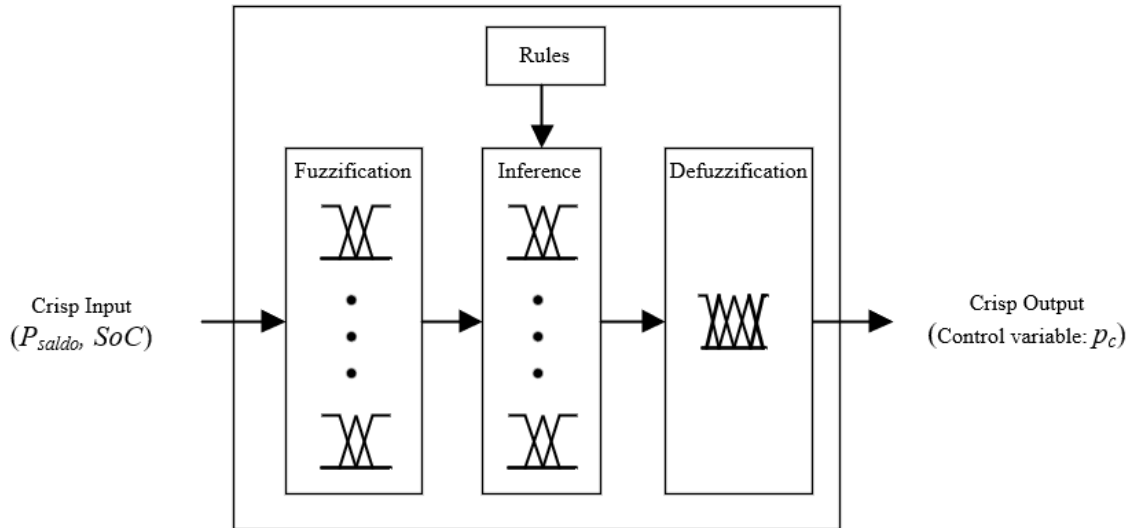 Rules
Fuzzification
Inference
Defuzzification
Crisp Input
(P_saldo, SoC)
Crisp Output
(Control variable: p_c)